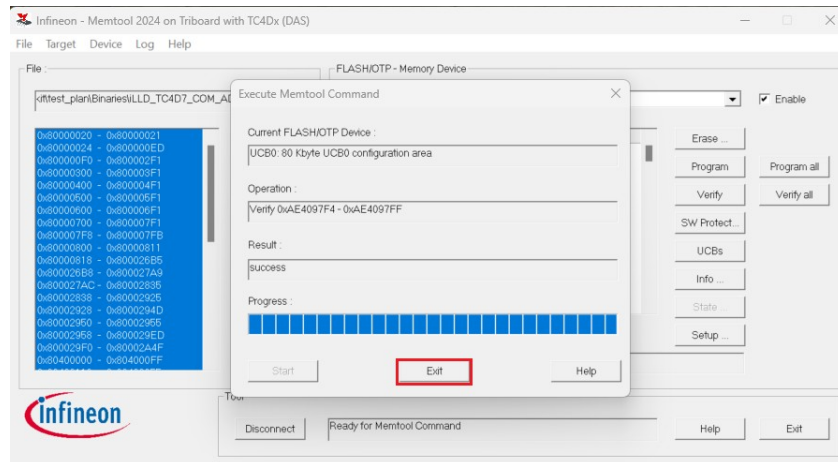 Infineon - Memtool 2024 on Triboard with TC4Dx (DAS)
File Target Device Log Help
File :
FLASH/OTP - Memory Device
Enable
0x80000020 - 0x80000021
0x80000024 - 0x800000ED
0x800000F0 - 0x800002F1
0x80000300 - 0x800003F1
0x80000400 - 0x800004F1
0x80000500 - 0x800005F1
0x80000600 - 0x800006F1
0x80000700 - 0x800007F1
0x800007F8 - 0x800007FB
0x80000800 - 0x80000811
0x80000818 - 0x800026B5
0x800026B8 - 0x800027A9
0x800027AC - 0x80002835
0x80002838 - 0x80002925
0x80002928 - 0x8000294D
0x80002950 - 0x80002955
0x80002958 - 0x800029ED
0x800029F0 - 0x80002A4F
0x80400000 - 0x804000FF
Execute Memtool Command
Current FLASH/OTP Device :
UCB0: 80 Kbyte UCB0 configuration area
Operation :
Verify 0xAE4097F4 - 0xAE4097FF
Result :
success
Progress :
Start
Exit
Help
Erase ...
Program
Program all
Verify
Verify all
SW Protect...
UCBs
Info ...
State ...
Setup ...
infineon
Tool
Disconnect
Ready for Memtool Command
Help
Exit